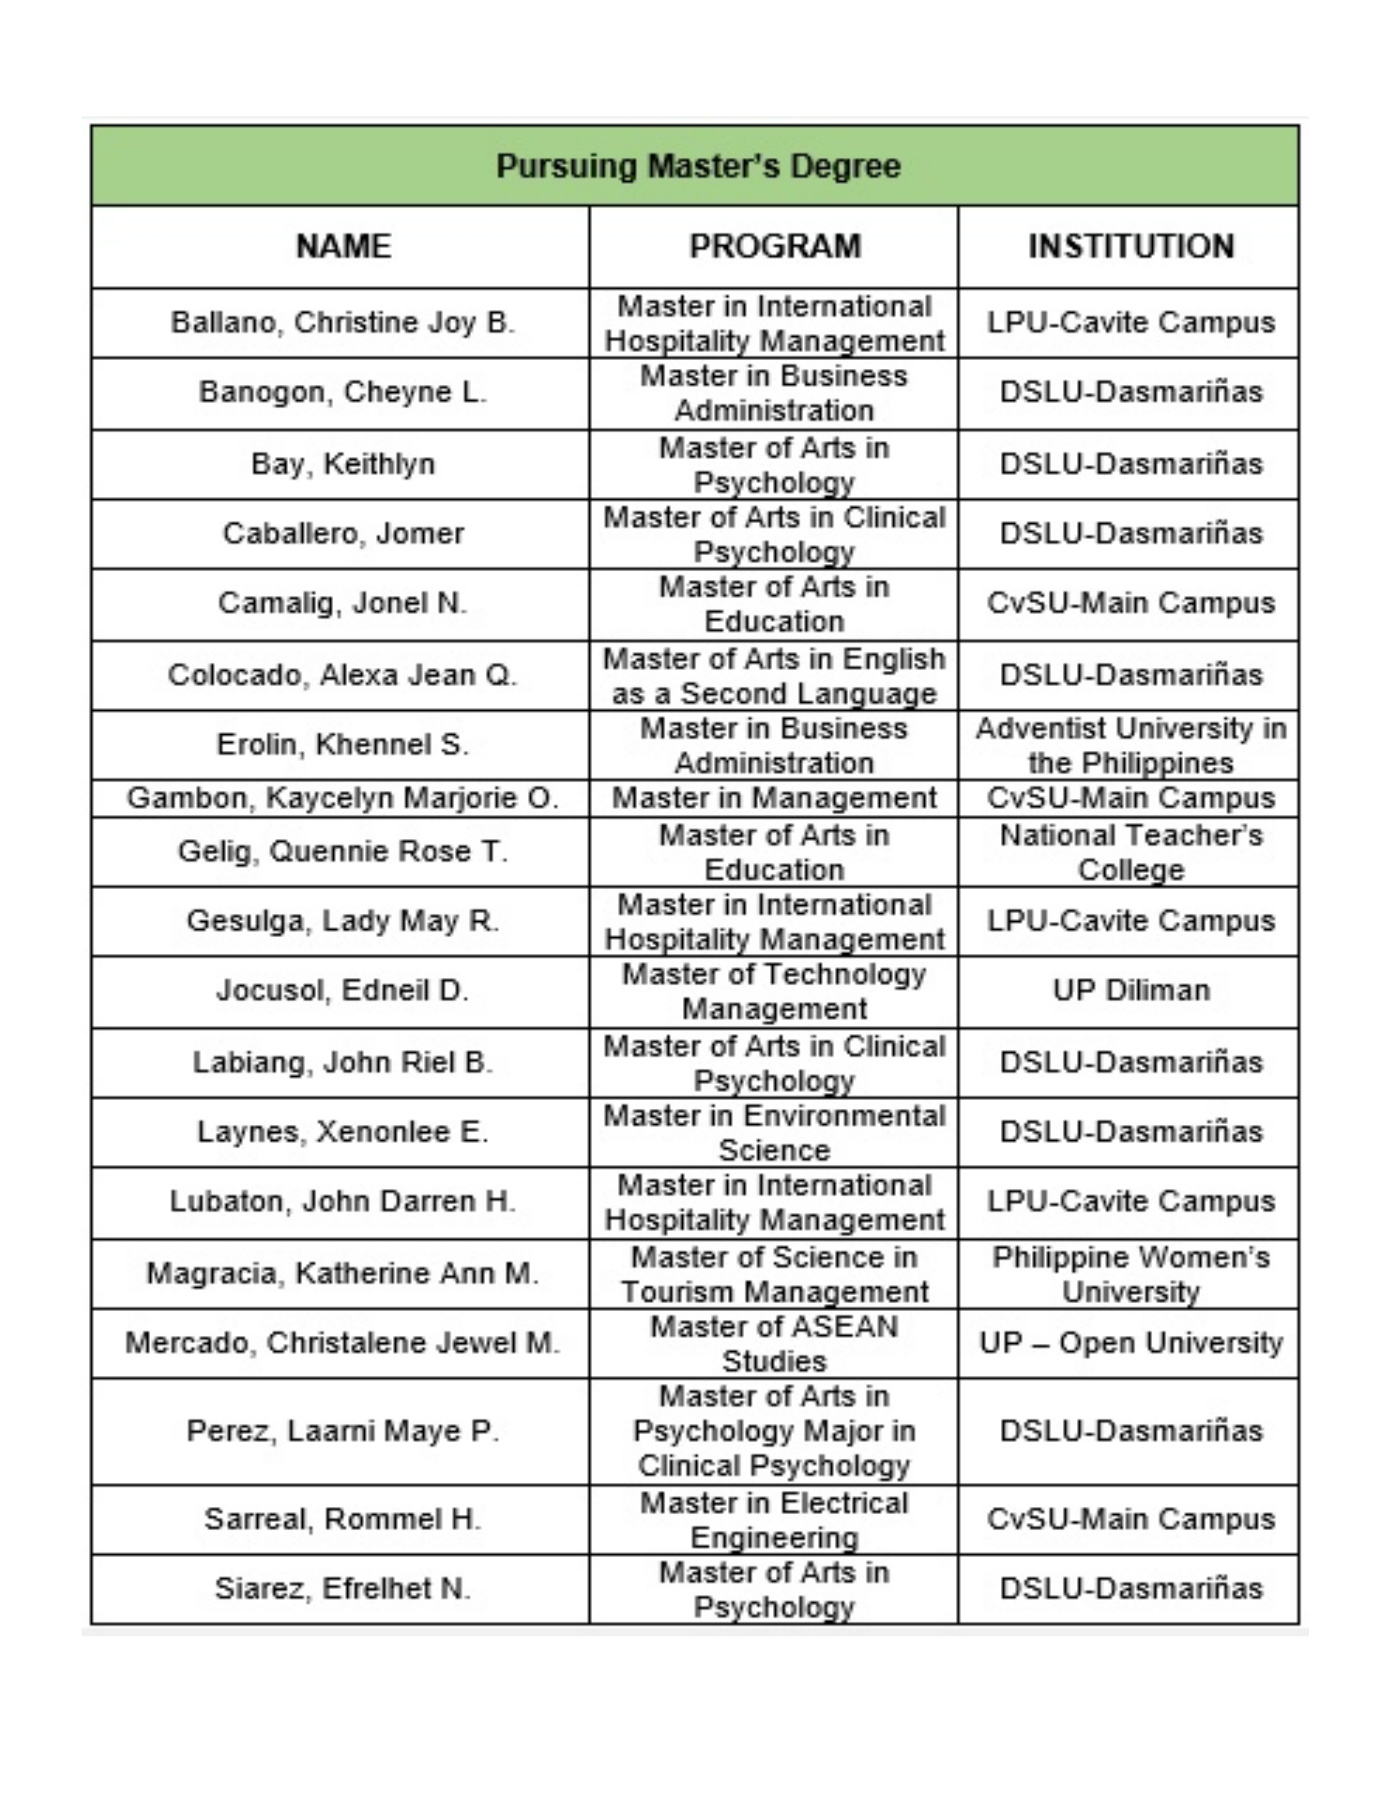 Pursuing Master's Degree
NAME PROGRAM INSTITUTION
Ballano, Christine Joy B. Master in International LPU-Cavite Campus
Hospitality Management
Banogon, Cheyne L. Master in Business DSLU-Dasmariñas
Administration
Bay, Keithlyn Master of Arts in DSLU-Dasmariñas
Psychology
Caballero, Jomer Master of Arts in Clinical DSLU-Dasmariñas
Psychology
Camalig, Jonel N. Master of Arts in CvSU-Main Campus
Education
Colocado, Alexa Jean Q. Master of Arts in English DSLU-Dasmariñas
as a Second Language
Erolin, Khennel S. Master in Business Adventist University in
Administration the Philippines
Gambon, Kaycelyn Marjorie O. Master in Management CvSU-Main Campus
Gelig, Quennie Rose T. Master of Arts in National Teacher's
Education College
Gesulga, Lady May R. Master in International LPU-Cavite Campus
Hospitality Management
Jocusol, Edneil D. Master of Technology UP Diliman
Management
Labiang, John Riel B. Master of Arts in Clinical DSLU-Dasmariñas
Psychology
Laynes, Xenonlee E. Master in Environmental DSLU-Dasmariñas
Science
Lubaton, John Darren H. Master in International LPU-Cavite Campus
Hospitality Management
Magracia, Katherine Ann M. Master of Science in Philippine Women's
Tourism Management University
Mercado, Christalene Jewel M. Master of ASEAN UP – Open University
Studies
Perez, Laarni Maye P. Master of Arts in DSLU-Dasmariñas
Psychology Major in
Clinical Psychology
Sarreal, Rommel H. Master in Electrical CvSU-Main Campus
Engineering
Siarez, Efrelhet N. Master of Arts in DSLU-Dasmariñas
Psychology